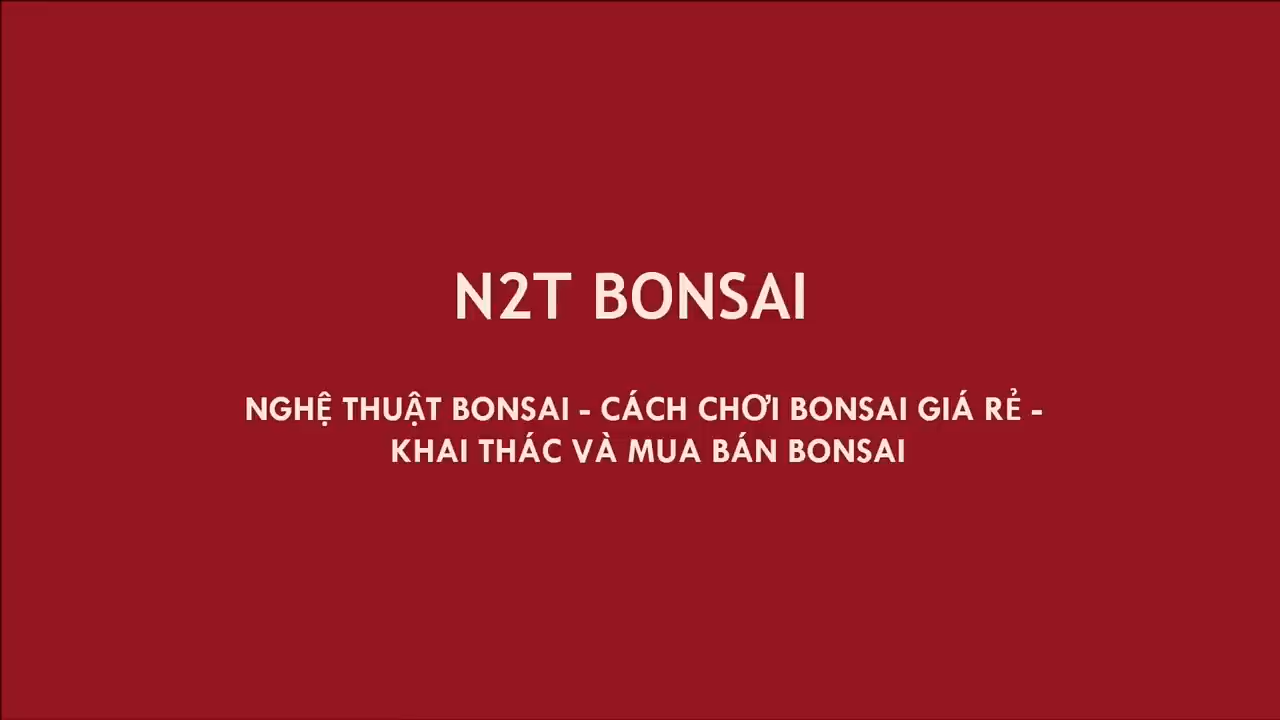 N2T BONSAI
NGHỆ THUẬT BONSAI - CÁCH CHƠI BONSAI GIÁ RẺ -
KHAI THÁC VÀ MUA BÁN BONSAI